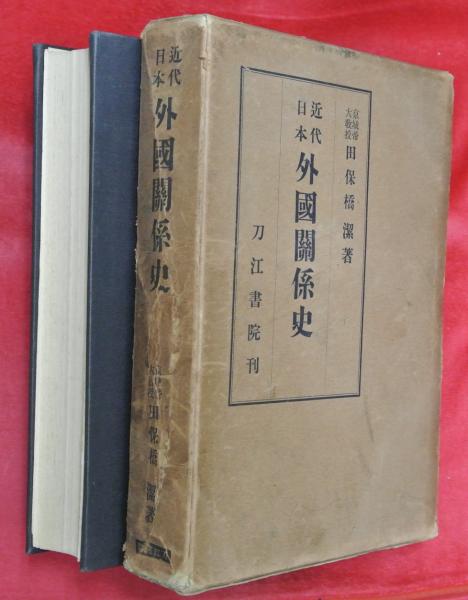 京城帝
大教授
田保橋 潔著
近代
日本
外國關係史
刀江書院刊
近代
日本
外國關係史
田保橋 潔著